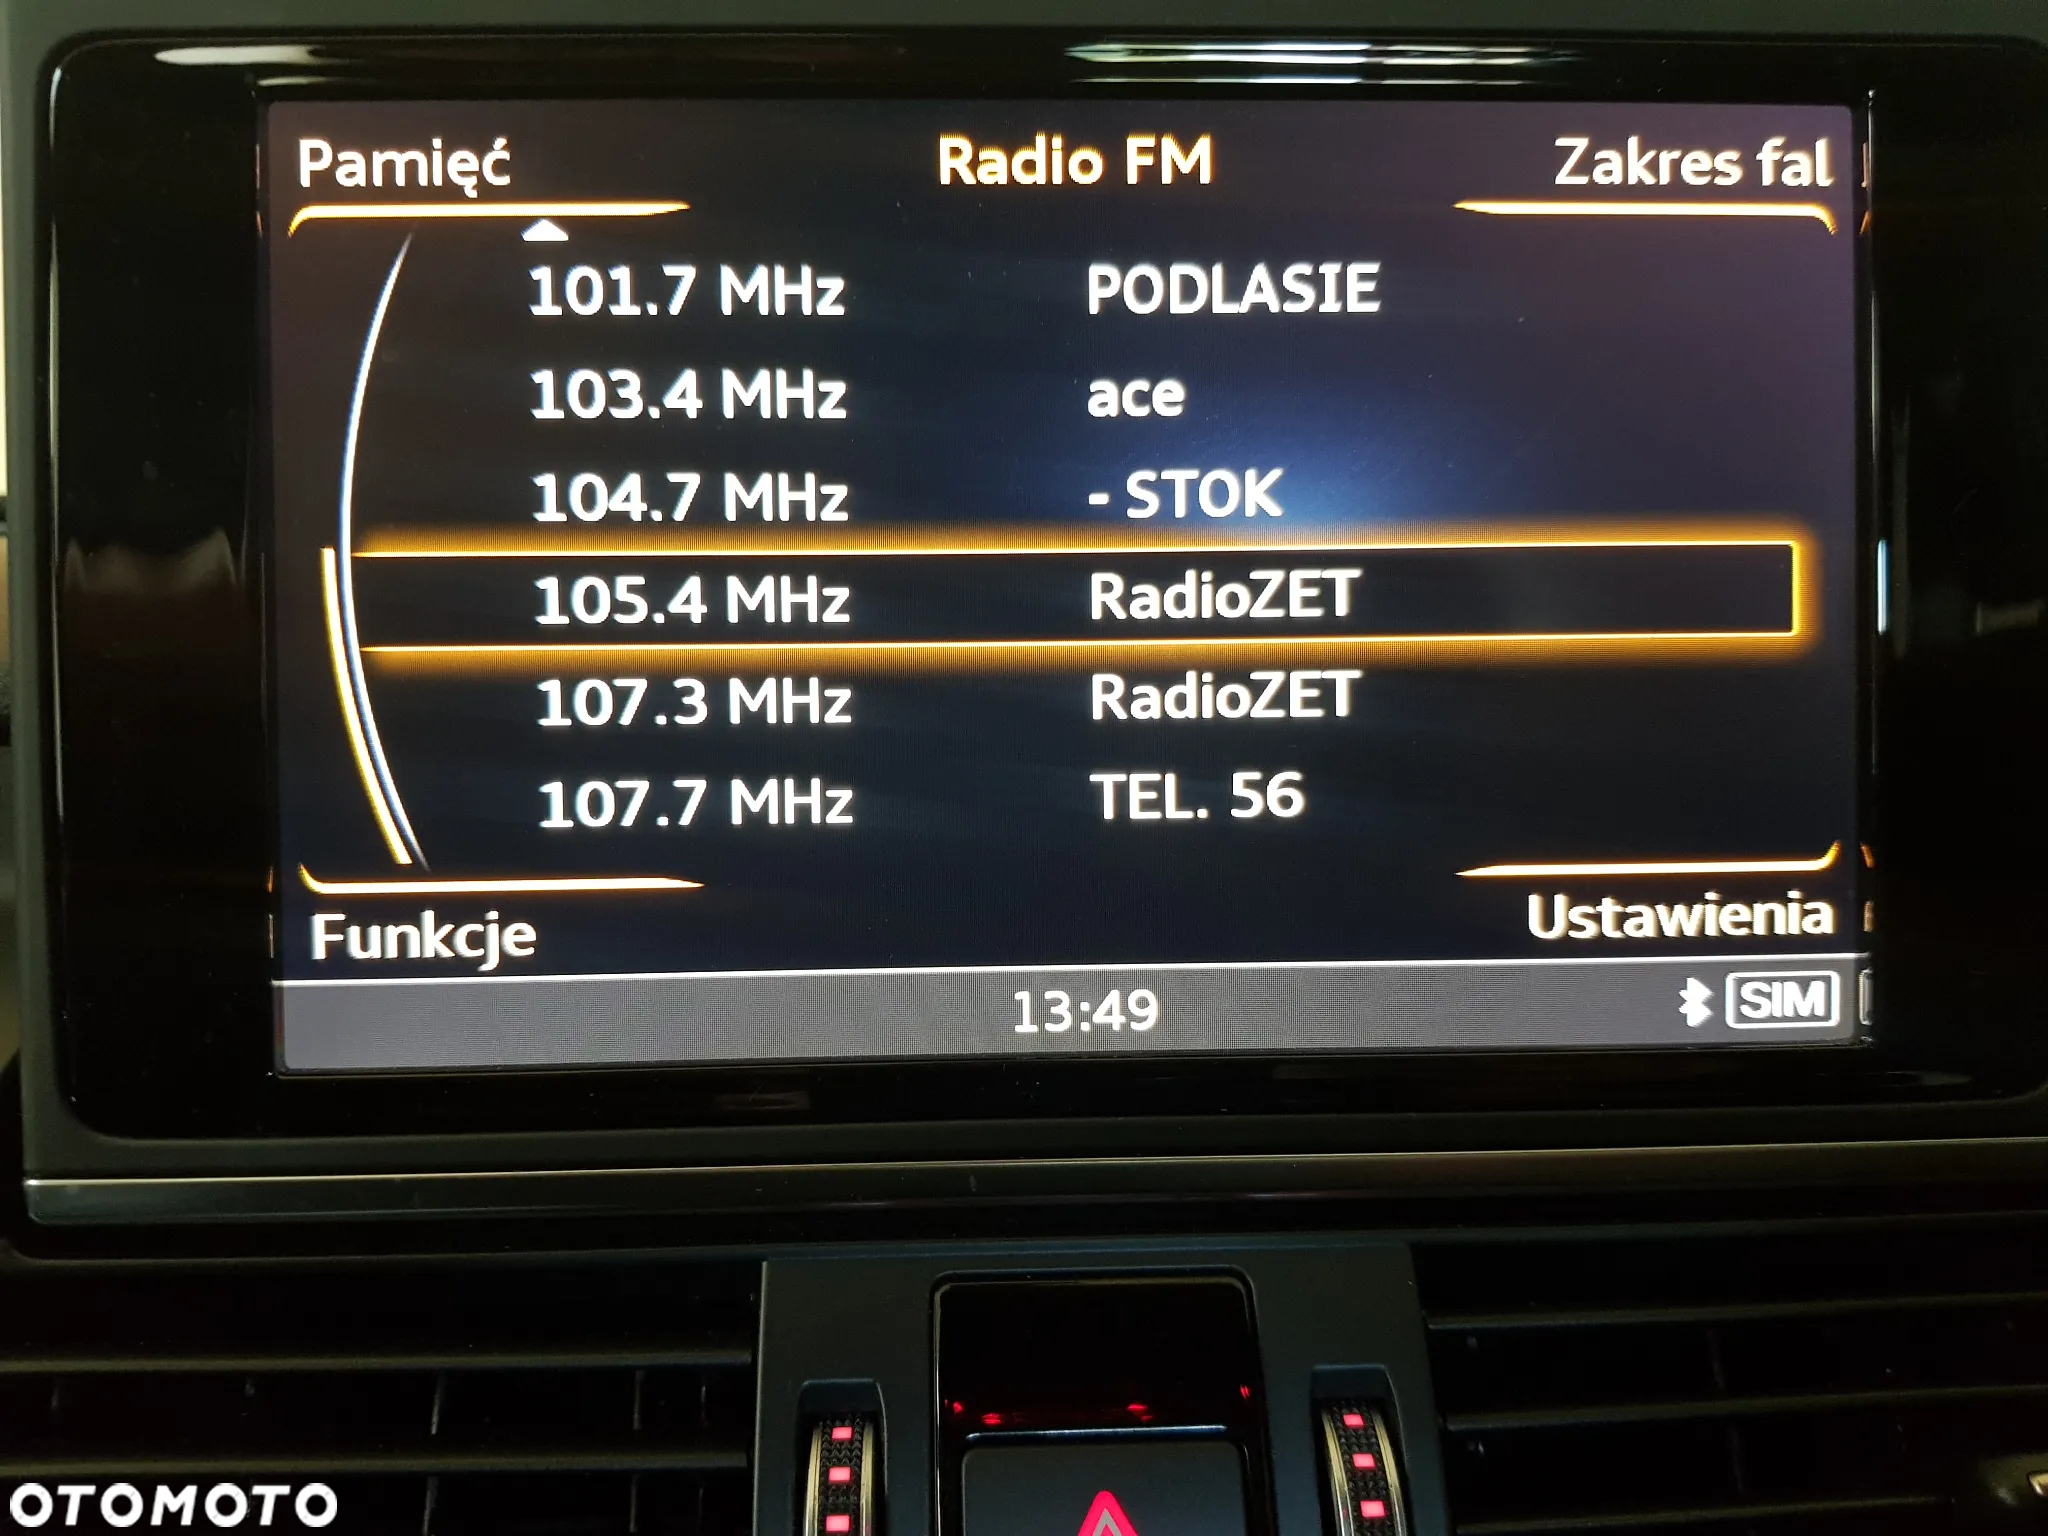 Pamięć Radio FM Zakres fal
101.7 MHz PODLASIE
103.4 MHz ace
104.7 MHz - STOK
105.4 MHz RadioZET
107.3 MHz RadioZET
107.7 MHz TEL. 56
Funkcje Ustawienia
13:49 SIM
OTOMOTO